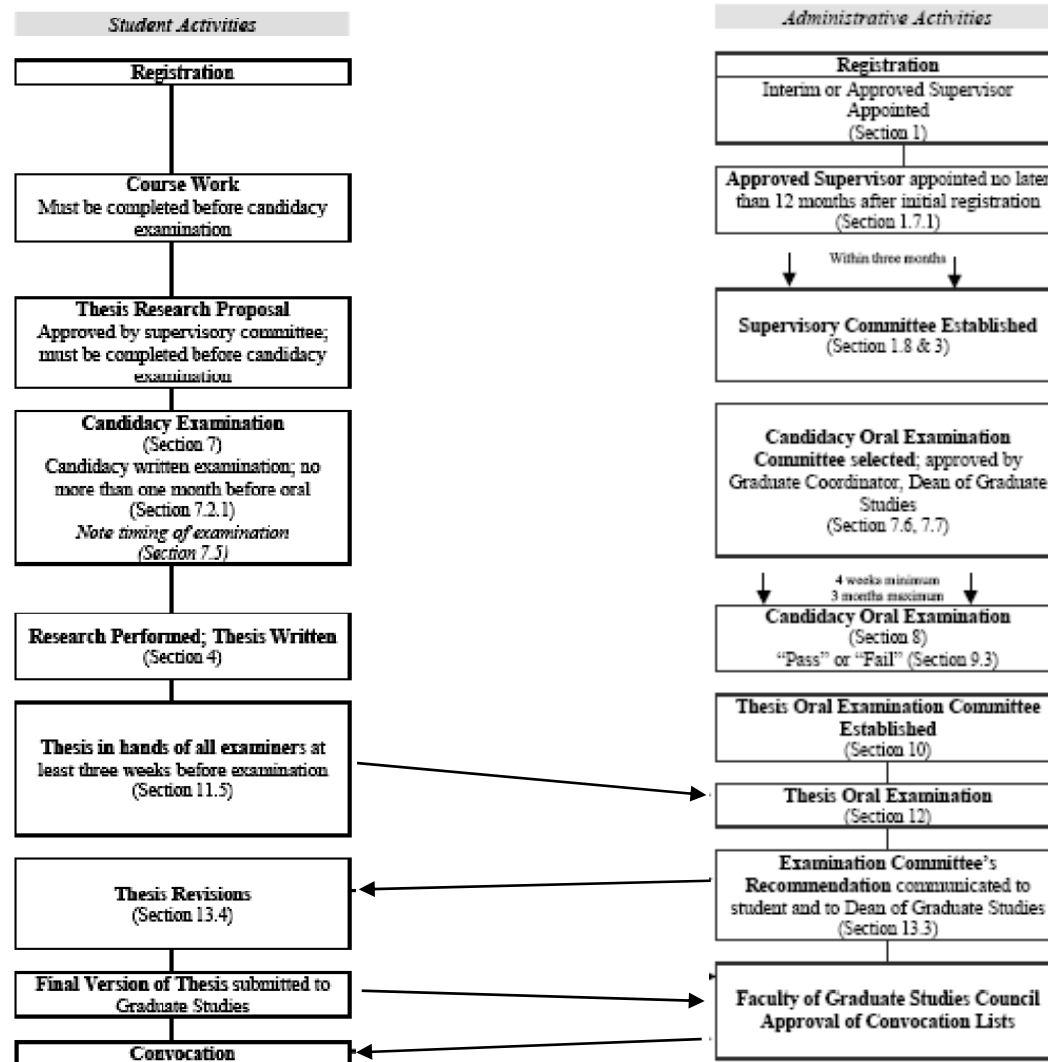 Student Activities
Registration
Course Work
Must be completed before candidacy
examination
Thesis Research Proposal
Approved by supervisory committee;
must be completed before candidacy
examination
Candidacy Examination
(Section 7)
Candidacy written examination; no
more than one month before oral
(Section 7.2.1)
Note timing of examination
(Section 7.5)
Research Performed; Thesis Written
(Section 4)
Thesis in hands of all examiners at
least three weeks before examination
(Section 11.5)
Thesis Revisions
(Section 13.4)
Final Version of Thesis submitted to
Graduate Studies
Convocation
Administrative Activities
Registration
Interim or Approved Supervisor
Appointed
(Section 1)
Approved Supervisor appointed no later
than 12 months after initial registration
(Section 1.7.1)
Within three months
Supervisory Committee Established
(Section 1.8 & 3)
Candidacy Oral Examination
Committee selected; approved by
Graduate Coordinator, Dean of Graduate
Studies
(Section 7.6, 7.7)
4 weeks minimum
3 months maximum
Candidacy Oral Examination
(Section 8)
“Pass” or “Fail” (Section 9.3)
Thesis Oral Examination Committee
Established
(Section 10)
Thesis Oral Examination
(Section 12)
Examination Committee's
Recommendation communicated to
student and to Dean of Graduate Studies
(Section 13.3)
Faculty of Graduate Studies Council
Approval of Convocation Lists